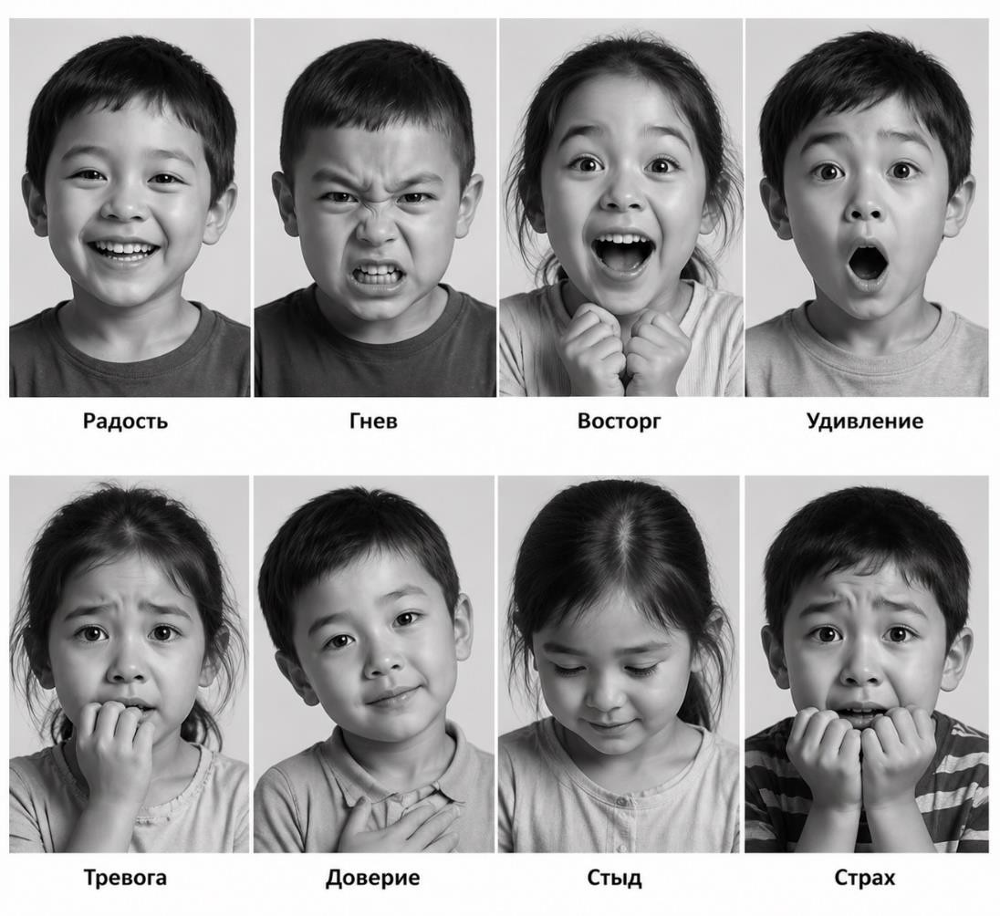 Радость
Гнев
Восторг
Удивление
Тревога
Доверие
Стыд
Страх